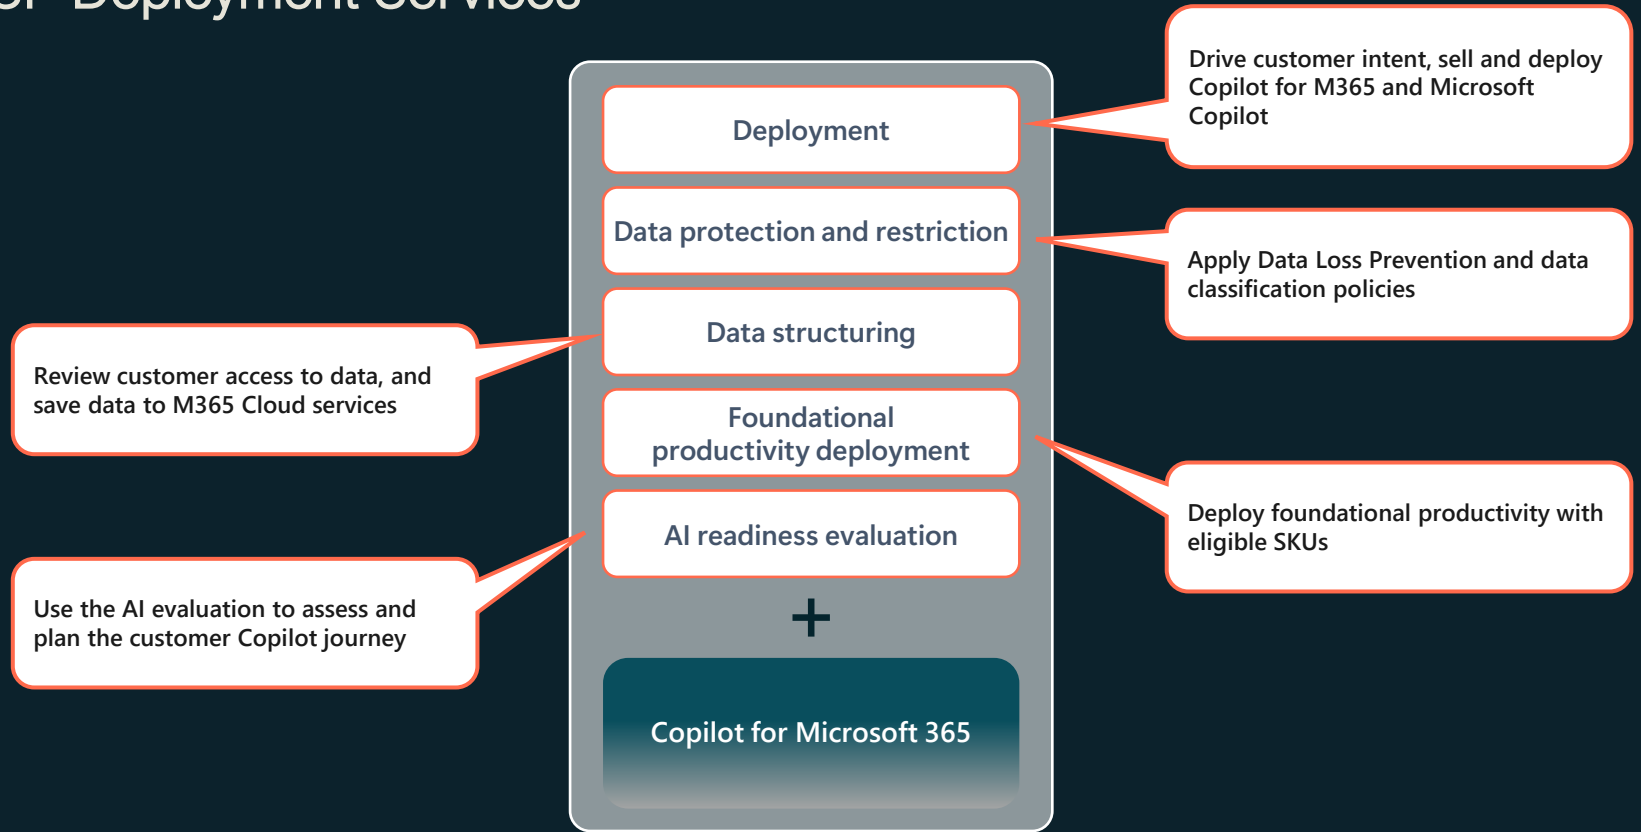 Deployment Services
Drive customer intent, sell and deploy
Copilot for M365 and Microsoft
Copilot
Deployment
Data protection and restriction
Apply Data Loss Prevention and data
classification policies
Data structuring
Review customer access to data, and
save data to M365 Cloud services
Foundational
productivity deployment
Deploy foundational productivity with
eligible SKUs
AI readiness evaluation
Use the AI evaluation to assess and
plan the customer Copilot journey
+
Copilot for Microsoft 365